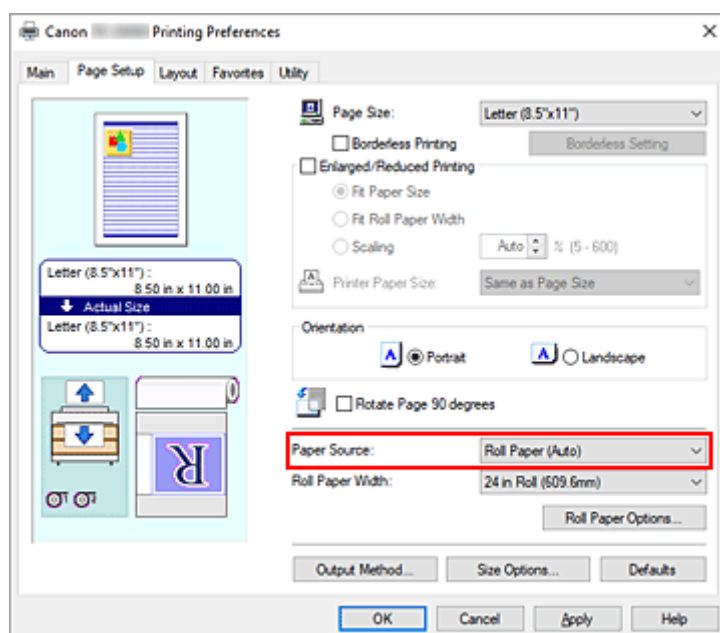 Canon Printing Preferences
Main Page Setup Layout Favorites Utility
Page Size: Letter (8.5"x11")
Borderless Printing Borderless Setting
Enlarged/Reduced Printing
Fit Paper Size
Fit Roll Paper Width
Scaling Auto % (5 - 600)
Printer Paper Size: Same as Page Size
Letter (8.5"x11") :
8.50 in x 11.00 in
Actual Size
Letter (8.5"x11") :
8.50 in x 11.00 in
Orientation
A Portrait A Landscape
Rotate Page 90 degrees
R
Paper Source: Roll Paper (Auto)
Roll Paper Width: 24 in Roll (609.6mm)
Roll Paper Options...
Output Method... Size Options... Defaults
OK Cancel Apply Help